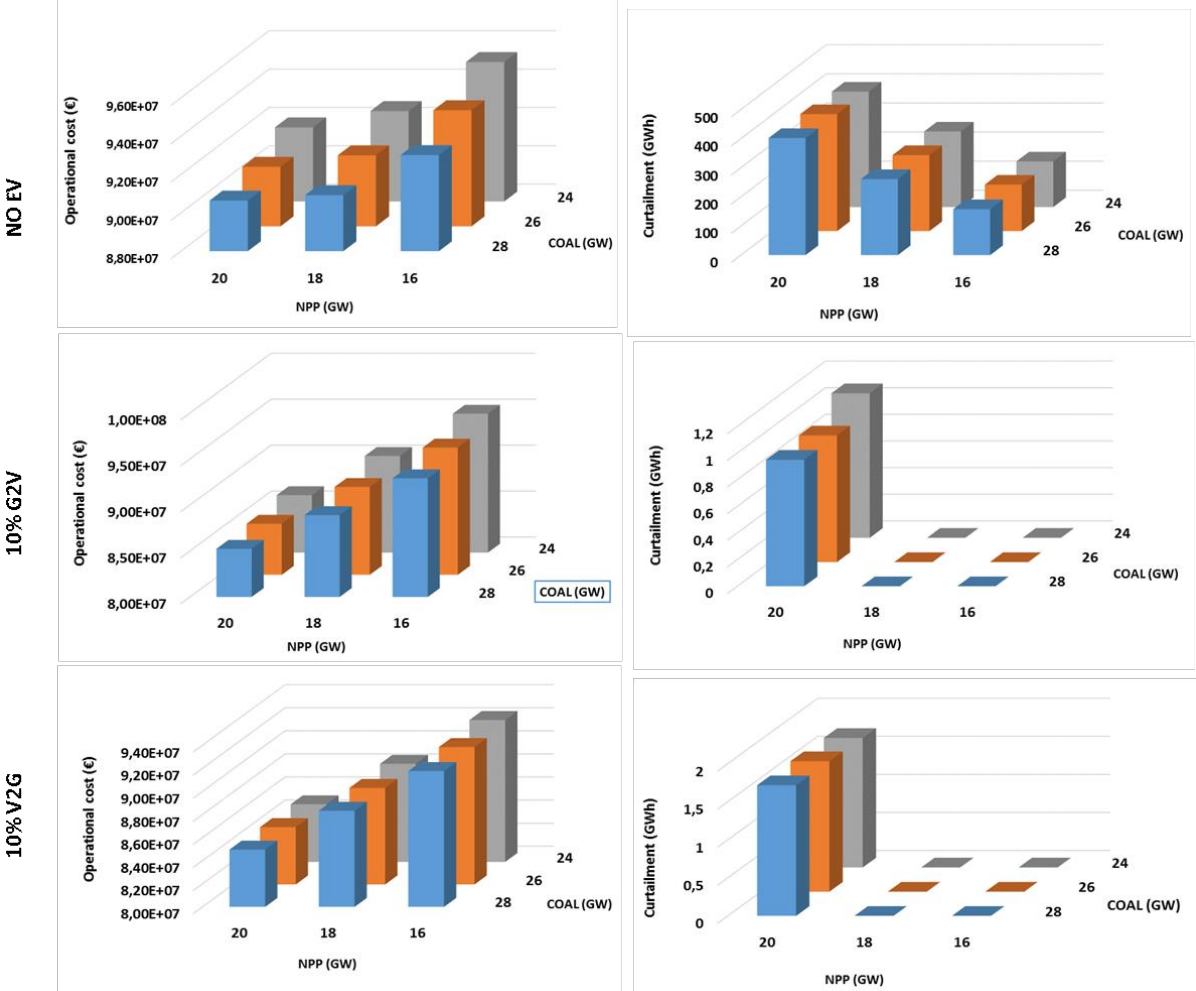 NO EV
Operational cost (€)
9,60E+07
9,40E+07
9,20E+07
9,00E+07
8,80E+07
20
18
16
NPP (GW)
28
26
24
COAL (GW)
Curtailment (GWh)
500
400
300
200
100
0
20
18
16
NPP (GW)
28
26
24
COAL (GW)
10% G2V
Operational cost (€)
1,00E+08
9,50E+07
9,00E+07
8,50E+07
8,00E+07
20
18
16
NPP (GW)
28
26
24
COAL (GW)
Curtailment (GWh)
1,2
1
0,8
0,6
0,4
0,2
0
20
18
16
NPP (GW)
28
26
24
COAL (GW)
10% V2G
Operational cost (€)
9,40E+07
9,20E+07
9,00E+07
8,80E+07
8,60E+07
8,40E+07
8,20E+07
8,00E+07
20
18
16
NPP (GW)
28
26
24
COAL (GW)
Curtailment (GWh)
2
1,5
1
0,5
0
20
18
16
NPP (GW)
28
26
24
COAL (GW)